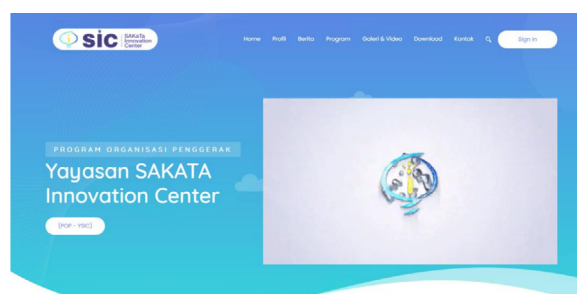 SiC SAKATA Innovation Center
Home Profil Berita Program Galeri & Video Download Kontak Sign In
PROGRAM ORGANISASI PENGGERAK
Yayasan SAKATA
Innovation Center
(POP - YSIC)